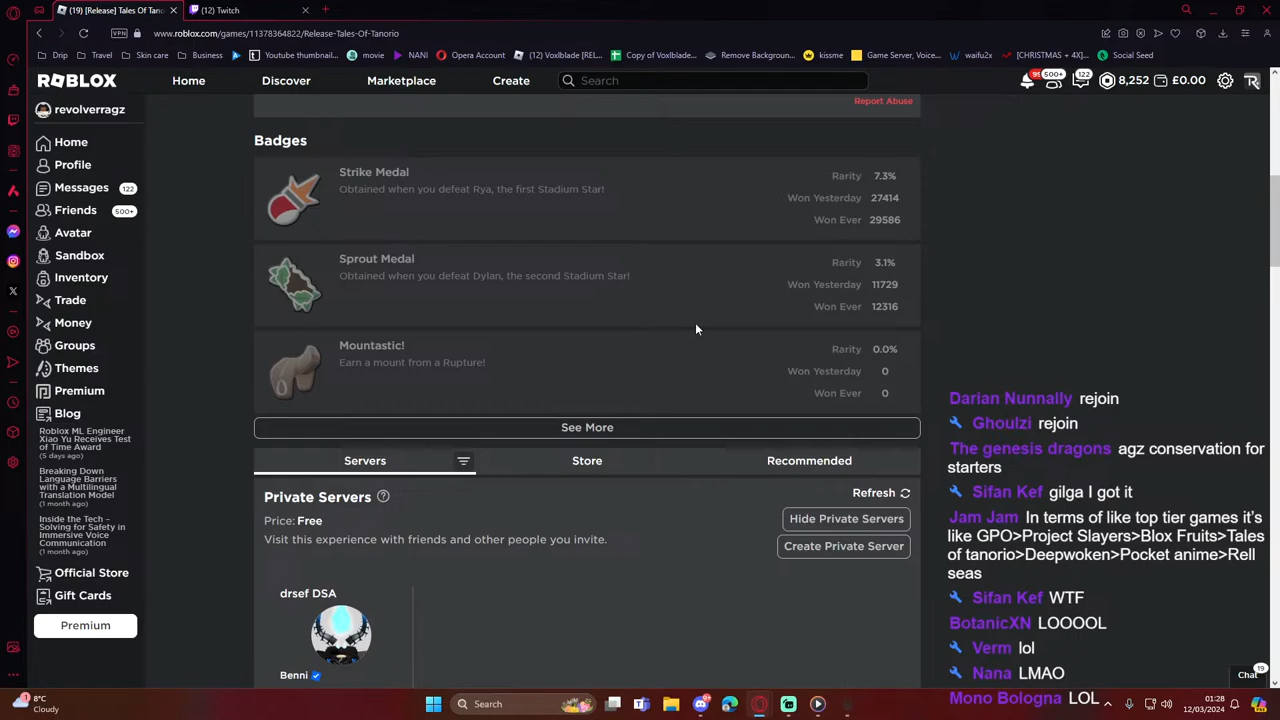 (19) [Release] Tales Of Tanorio
(12) Twitch
VPN
www.roblox.com/games/11378364822/Release-Tales-Of-Tanorio
Drip
Travel
Skin care
Business
Youtube thumbnail...
movie
NANI
Opera Account
(12) Voxlblade [REL...
Copy of Voxlblade...
Remove Background...
kissme
Game Server, Voice...
waifu2x
[CHRISTMAS + 4X]...
Social Seed
ROBLOX
Home
Discover
Marketplace
Create
Search
500+
122
8,252
£0.00
revolverragz
Home
Profile
Messages
122
Friends
500+
Avatar
Sandbox
Inventory
Trade
Money
Groups
Themes
Premium
Blog
Roblox ML Engineer
Xiao Yu Receives Test
of Time Award
(5 days ago)
Breaking Down
Language Barriers
with a Multilingual
Translation Model
(1 month ago)
Inside the Tech -
Solving for Safety in
Immersive Voice
Communication
(1 month ago)
Official Store
Gift Cards
Premium
Report Abuse
Badges
Strike Medal
Obtained when you defeat Rya, the first Stadium Star!
Rarity 7.3%
Won Yesterday 27414
Won Ever 29586
Sprout Medal
Obtained when you defeat Dylan, the second Stadium Star!
Rarity 3.1%
Won Yesterday 11729
Won Ever 12316
Mountastic!
Earn a mount from a Rupture!
Rarity 0.0%
Won Yesterday 0
Won Ever 0
See More
Servers
Store
Recommended
Private Servers
Refresh
Price: Free
Visit this experience with friends and other people you invite.
Hide Private Servers
Create Private Server
drsef DSA
Benni
Darian Nunnally rejoin
Ghoulzi rejoin
The genesis dragons agz conservation for
starters
Sifan Kef gilga I got it
Jam Jam In terms of like top tier games it's
like GPO>Project Slayers>Blox Fruits>Tales
of tanorio>Deepwoken>Pocket anime>Rell
seas
Sifan Kef WTF
BotanicXN LOOOOL
Verm lol
Nana LMAO
Mono Bologna LOL
Chat
19
8°C
Cloudy
Search
01:28
12/03/2024